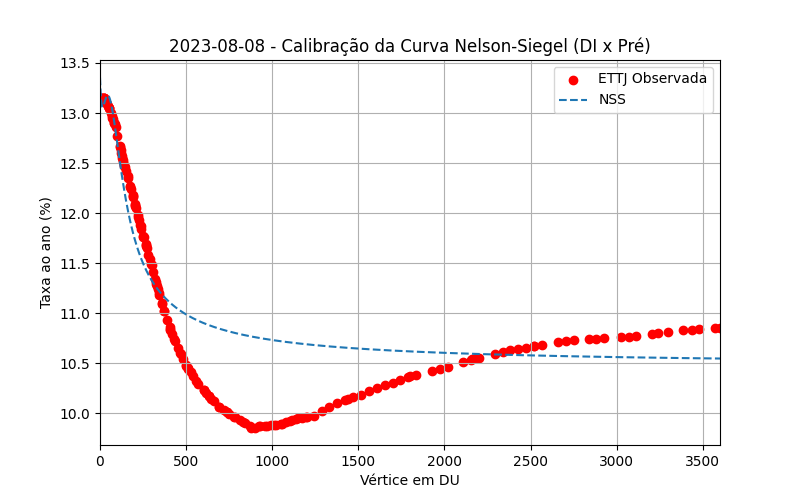 2023-08-08 - Calibração da Curva Nelson-Siegel (DI x Pré)
ETTJ Observada
NSS
Taxa ao ano (%)
13.5
13.0
12.5
12.0
11.5
11.0
10.5
10.0
0 500 1000 1500 2000 2500 3000 3500
Vértice em DU